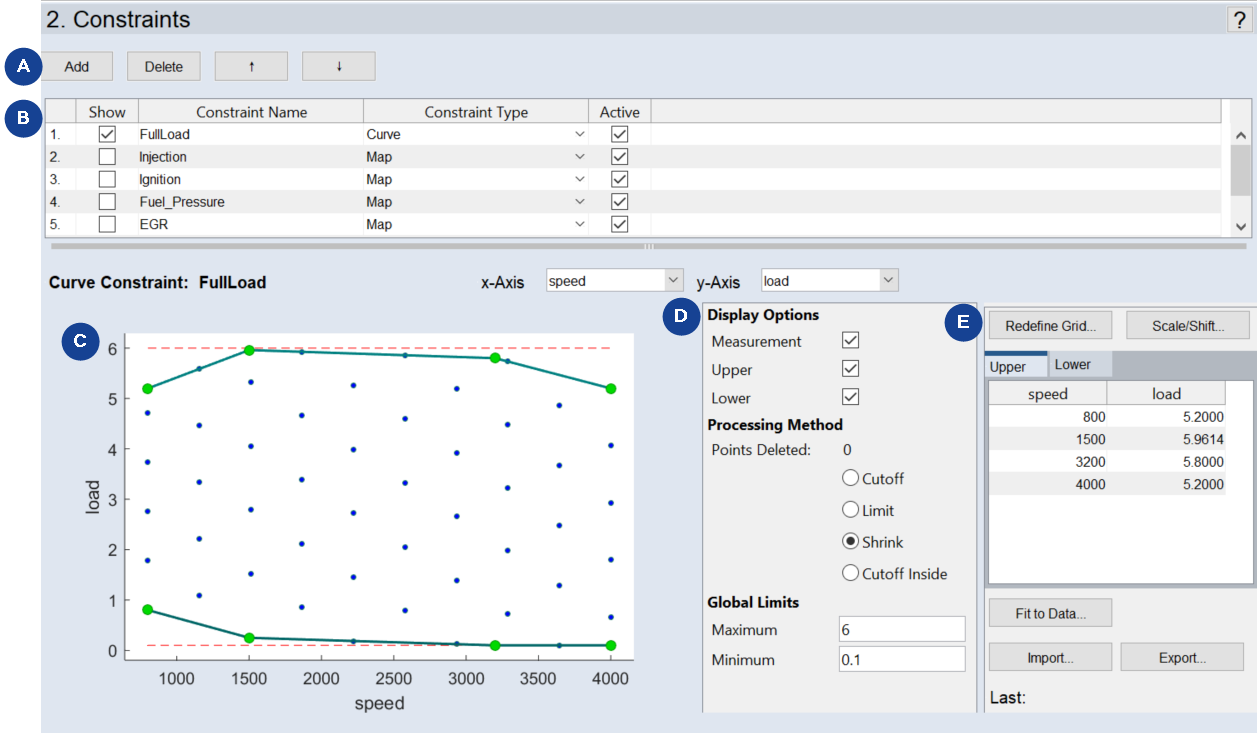 2. Constraints ?
A Add Delete ↑ ↓
B Show Constraint Name Constraint Type Active
1. FullLoad Curve
2. Injection Map
3. Ignition Map
4. Fuel_Pressure Map
5. EGR Map
Curve Constraint: FullLoad x-Axis speed y-Axis load
C
6
5
4
3
2
1
0
load
1000 1500 2000 2500 3000 3500 4000
speed
D Display Options
Measurement
Upper
Lower
Processing Method
Points Deleted: 0
Cutoff
Limit
Shrink
Cutoff Inside
Global Limits
Maximum 6
Minimum 0.1
E Redefine Grid... Scale/Shift...
Upper Lower
speed load
800 5.2000
1500 5.9614
3200 5.8000
4000 5.2000
Fit to Data...
Import... Export...
Last: